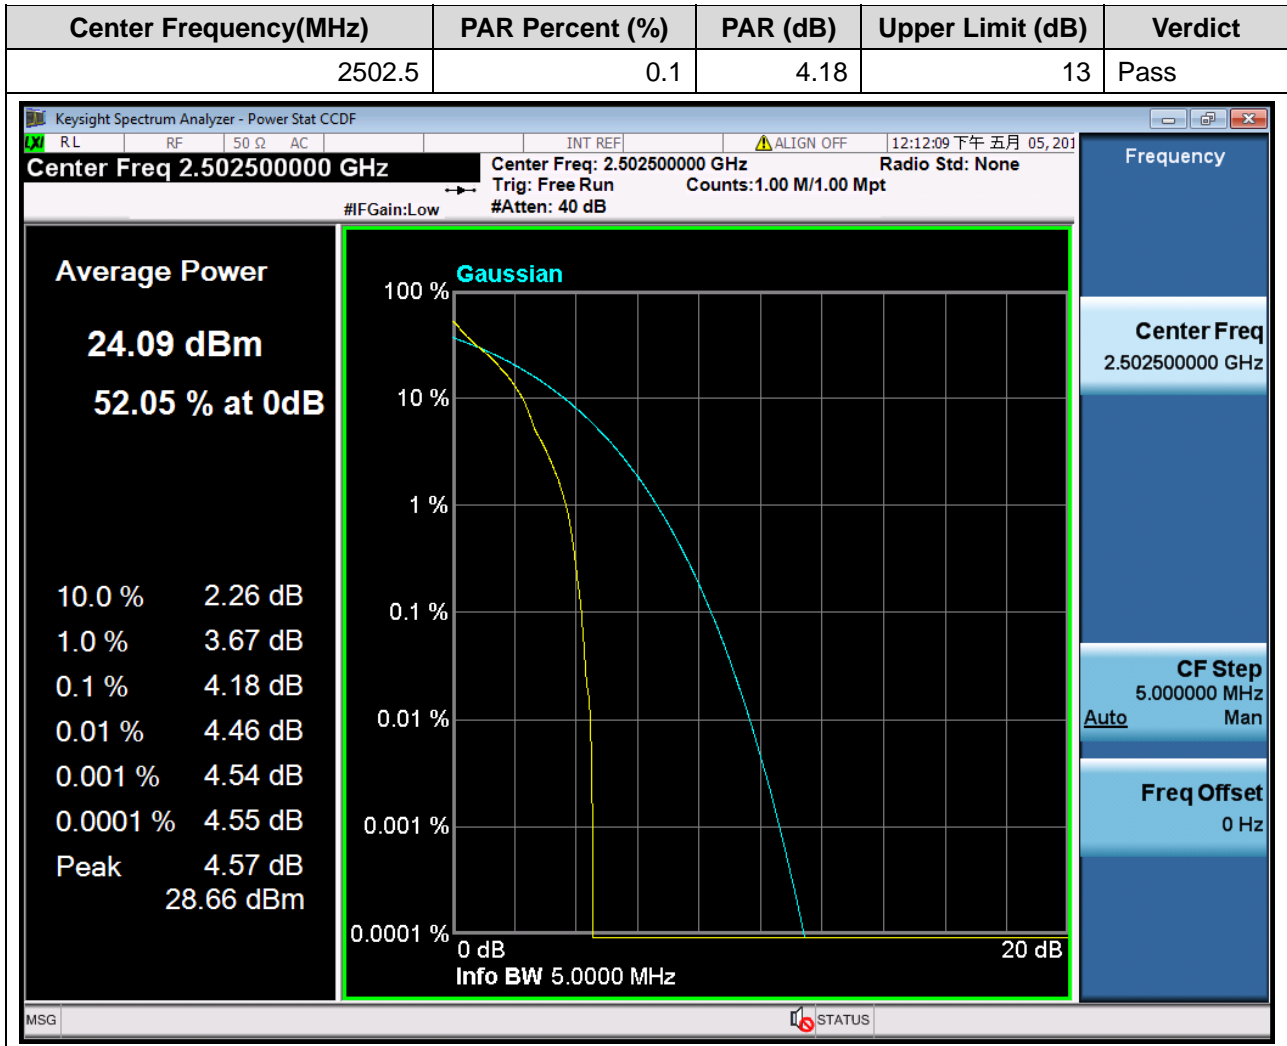 Center Frequency(MHz) PAR Percent (%) PAR (dB) Upper Limit (dB) Verdict
2502.5 0.1 4.18 13 Pass
Keysight Spectrum Analyzer - Power Stat CCDF
LXI RL RF 50 Ω AC INT REF ALIGN OFF 12:12:09 下午 五月 05, 201
Center Freq 2.502500000 GHz
#IFGain:Low
Center Freq: 2.502500000 GHz Radio Std: None
Trig: Free Run Counts:1.00 M/1.00 Mpt
#Atten: 40 dB
Average Power
24.09 dBm
52.05 % at 0dB
10.0 % 2.26 dB
1.0 % 3.67 dB
0.1 % 4.18 dB
0.01 % 4.46 dB
0.001 % 4.54 dB
0.0001 % 4.55 dB
Peak 4.57 dB
28.66 dBm
Gaussian
100 %
10 %
1 %
0.1 %
0.01 %
0.001 %
0.0001 %
0 dB 20 dB
Info BW 5.0000 MHz
Frequency
Center Freq
2.502500000 GHz
CF Step
5.000000 MHz
Auto Man
Freq Offset
0 Hz
MSG STATUS